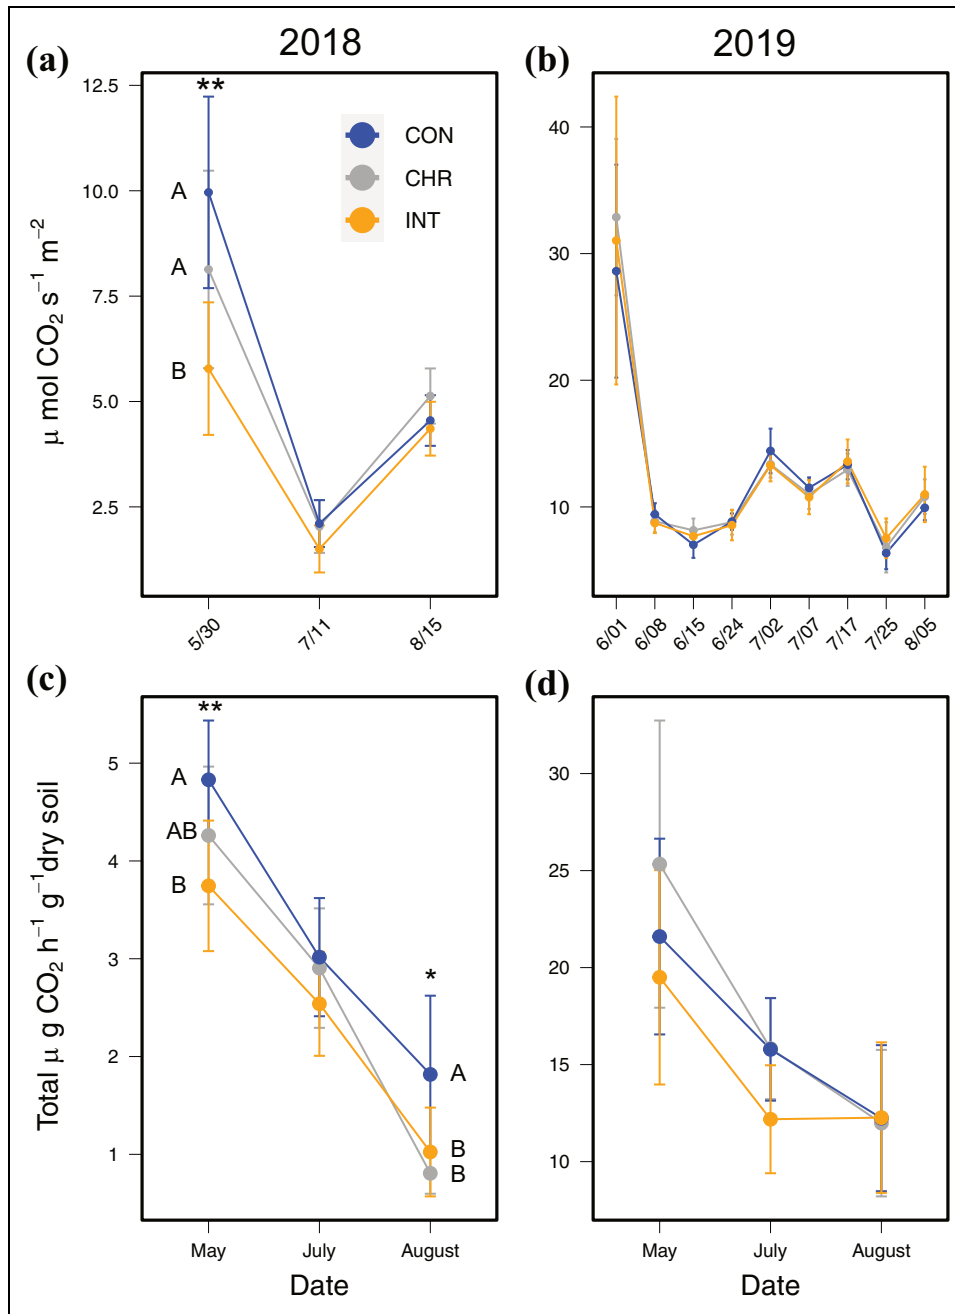 2018
2019
(a)
(b)
**
12.5
10.0
7.5
5.0
2.5
A
A
B
CON
CHR
INT
μ mol CO₂ s⁻¹ m⁻²
5/30
7/11
8/15
40
30
20
10
6/01
6/08
6/15
6/24
7/02
7/07
7/17
7/25
8/05
(c)
(d)
**
5
4
3
2
1
A
AB
B
*
A
B
B
Total μ g CO₂ h⁻¹ g⁻¹dry soil
May
July
August
Date
30
25
20
15
10
May
July
August
Date